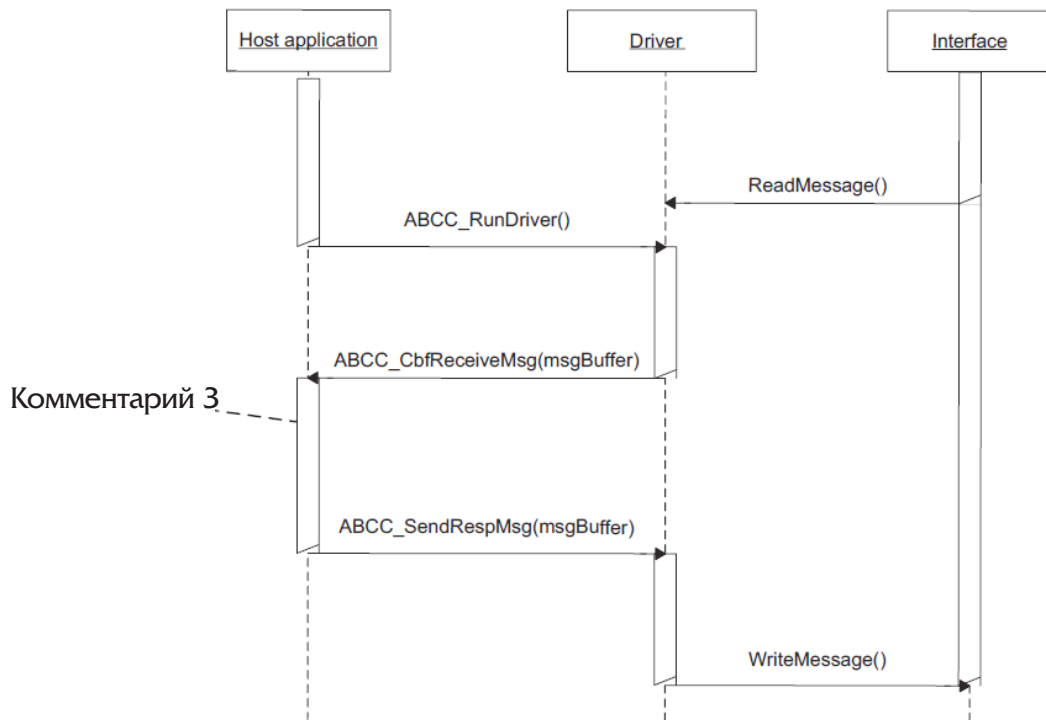 Host application
Driver
Interface
ReadMessage()
ABCC_RunDriver()
ABCC_CbfReceiveMsg(msgBuffer)
Комментарий 3
ABCC_SendRespMsg(msgBuffer)
WriteMessage()